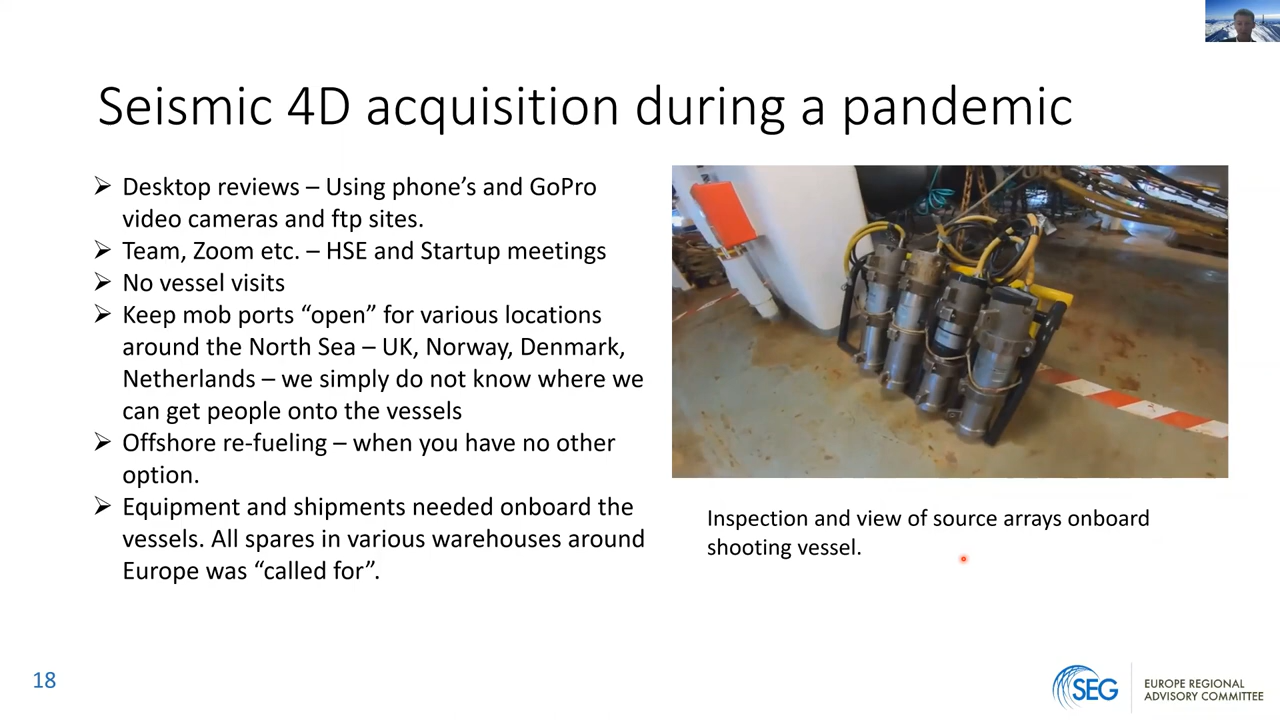 Seismic 4D acquisition during a pandemic
➢ Desktop reviews – Using phone’s and GoPro
video cameras and ftp sites.
➢ Team, Zoom etc. – HSE and Startup meetings
➢ No vessel visits
➢ Keep mob ports “open” for various locations
around the North Sea – UK, Norway, Denmark,
Netherlands – we simply do not know where we
can get people onto the vessels
➢ Offshore re-fueling – when you have no other
option.
➢ Equipment and shipments needed onboard the
vessels. All spares in various warehouses around
Europe was “called for”.
Inspection and view of source arrays onboard
shooting vessel.
18
SEG
EUROPE REGIONAL
ADVISORY COMMITTEE